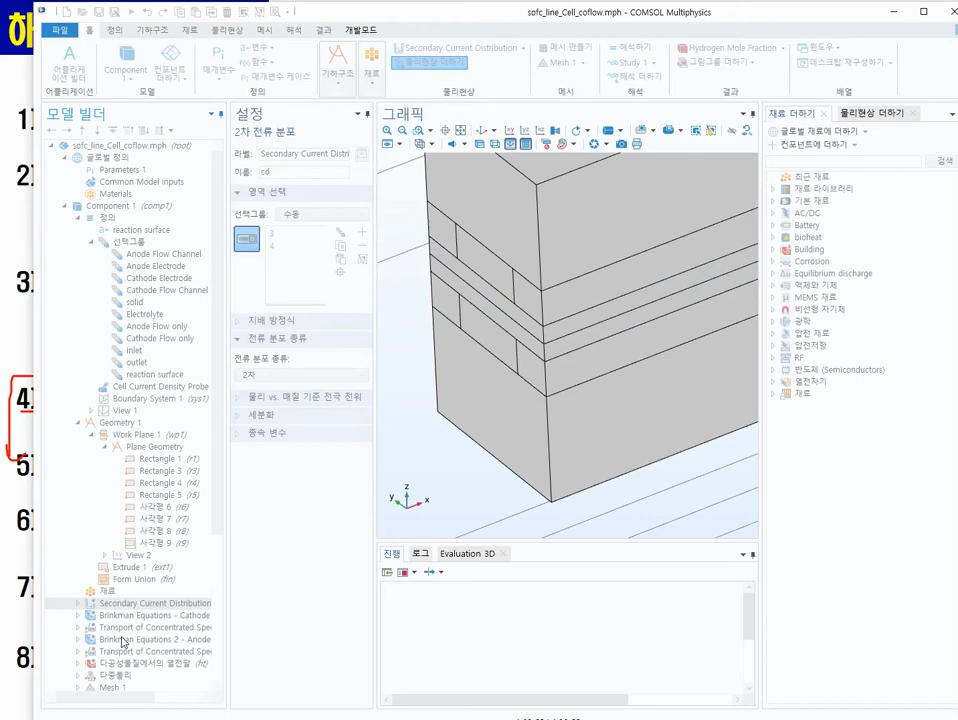 해
sofc_line_Cell_coflow.mph - COMSOL Multiphysics
파일
홈 정의 기하구조 재료 물리현상 메시 해석 결과 개발모드
어플리케
이션 빌더
어플리케이션
Component
1
컴포넌트
더하기
모델
매개변수
변수
함수
매개변수 케이스
정의
기하구조
재료
Secondary Current Distribution
물리현상 더하기
물리현상
메시 만들기
Mesh 1
메시
해석하기
Study 1
해석 더하기
해석
Hydrogen Mole Fraction
그림그룹 더하기
결과
윈도우
데스크탑 재구성하기
배열
모델 빌더
sofc_line_Cell_coflow.mph (root)
글로벌 정의
Parameters 1
Common Model Inputs
Materials
Component 1 (comp1)
정의
reaction surface
선택그룹
Anode Flow Channel
Anode Electrode
Cathode Electrode
Cathode Flow Channel
solid
Electrolyte
Anode Flow only
Cathode Flow only
inlet
outlet
reaction surface
Cell Current Density Probe
Boundary System 1 (sys1)
View 1
Geometry 1
Work Plane 1 (wp1)
Plane Geometry
Rectangle 1 (r1)
Rectangle 3 (r3)
Rectangle 4 (r4)
Rectangle 5 (r5)
사각형 6 (r6)
사각형 7 (r7)
사각형 8 (r8)
사각형 9 (r9)
View 2
Extrude 1 (ext1)
Form Union (fin)
재료
Secondary Current Distribution
Brinkman Equations - Cathode
Transport of Concentrated Spe
Brinkman Equations 2 - Anode
Transport of Concentrated Spe
다공성물질에서의 열전달 (ht)
다중물리
Mesh 1
설정
2차 전류 분포
라벨: Secondary Current Distri
이름: cd
영역 선택
선택그룹: 수동
3
4
지배 방정식
전류 분포 종류
전류 분포 종류:
2차
물리 vs. 매질 기준 전극 전위
세분화
종속 변수
그래픽
z
y
x
진행 로그 Evaluation 3D
재료 더하기 물리현상 더하기
글로벌 재료에 더하기
컴포넌트에 더하기
검색
최근 재료
재료 라이브러리
기본 재료
AC/DC
Battery
bioheat
Building
Corrosion
Equilibrium discharge
액체와 기체
MEMS 재료
비선형 자기체
광학
압전 재료
압전저항
RF
반도체 (Semiconductors)
열전자기
재료
1)
2)
3)
4)
5)
6)
7)
8)